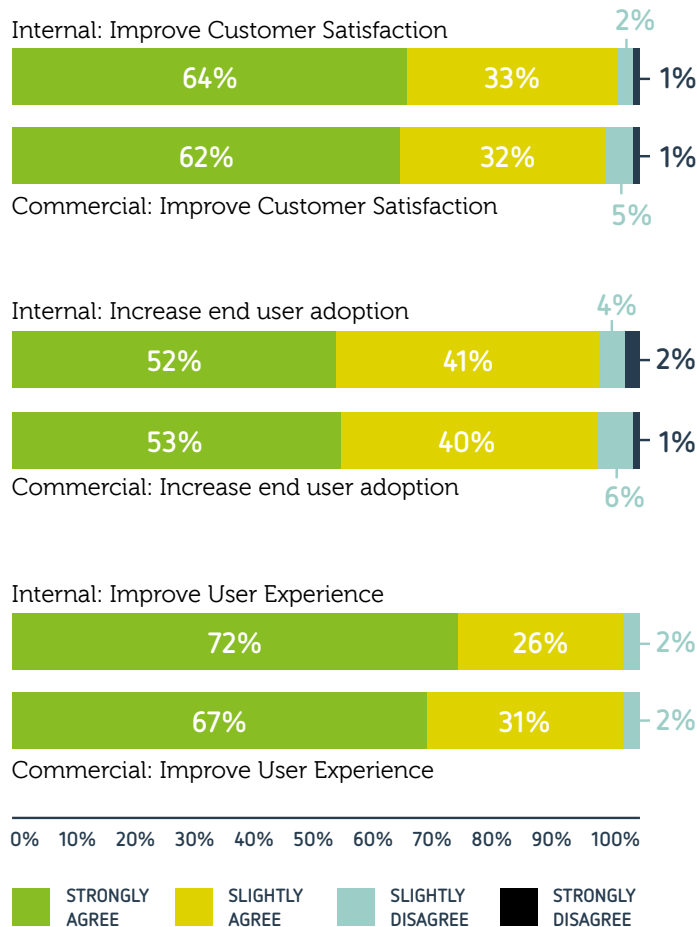 Internal: Improve Customer Satisfaction
2%
64% 33% 1%
62% 32% 1%
Commercial: Improve Customer Satisfaction
5%
Internal: Increase end user adoption
4%
52% 41% 2%
53% 40% 1%
Commercial: Increase end user adoption
6%
Internal: Improve User Experience
72% 26% 2%
67% 31% 2%
Commercial: Improve User Experience
0% 10% 20% 30% 40% 50% 60% 70% 80% 90% 100%
STRONGLY
AGREE
SLIGHTLY
AGREE
SLIGHTLY
DISAGREE
STRONGLY
DISAGREE